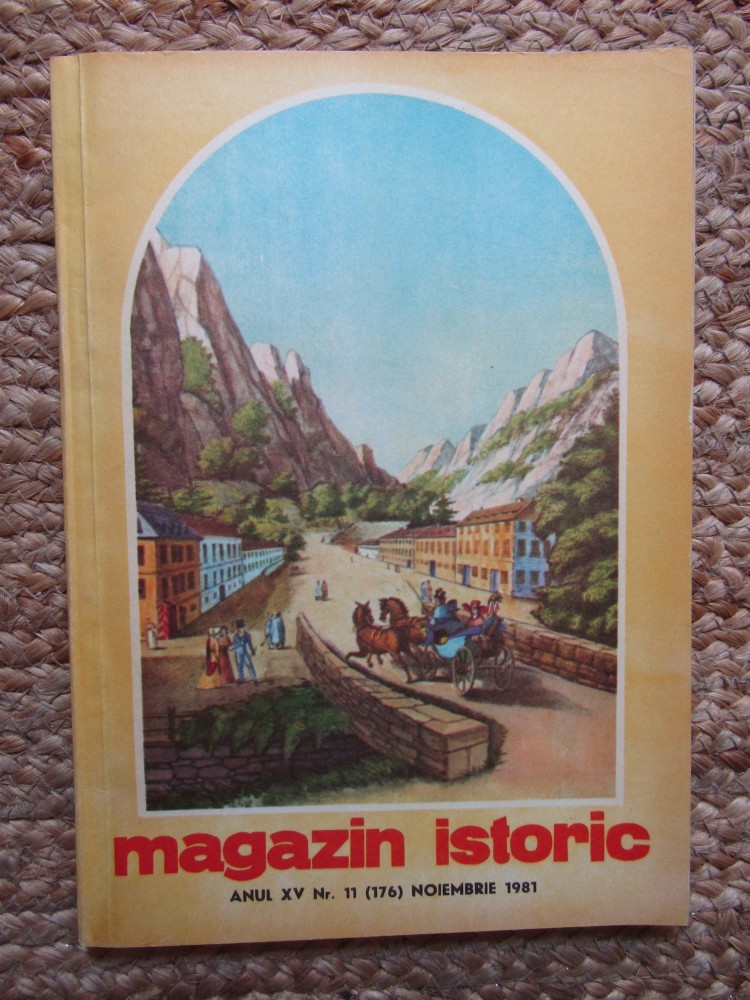 magazin istoric
ANUL XV Nr. 11 (176) NOIEMBRIE 1981